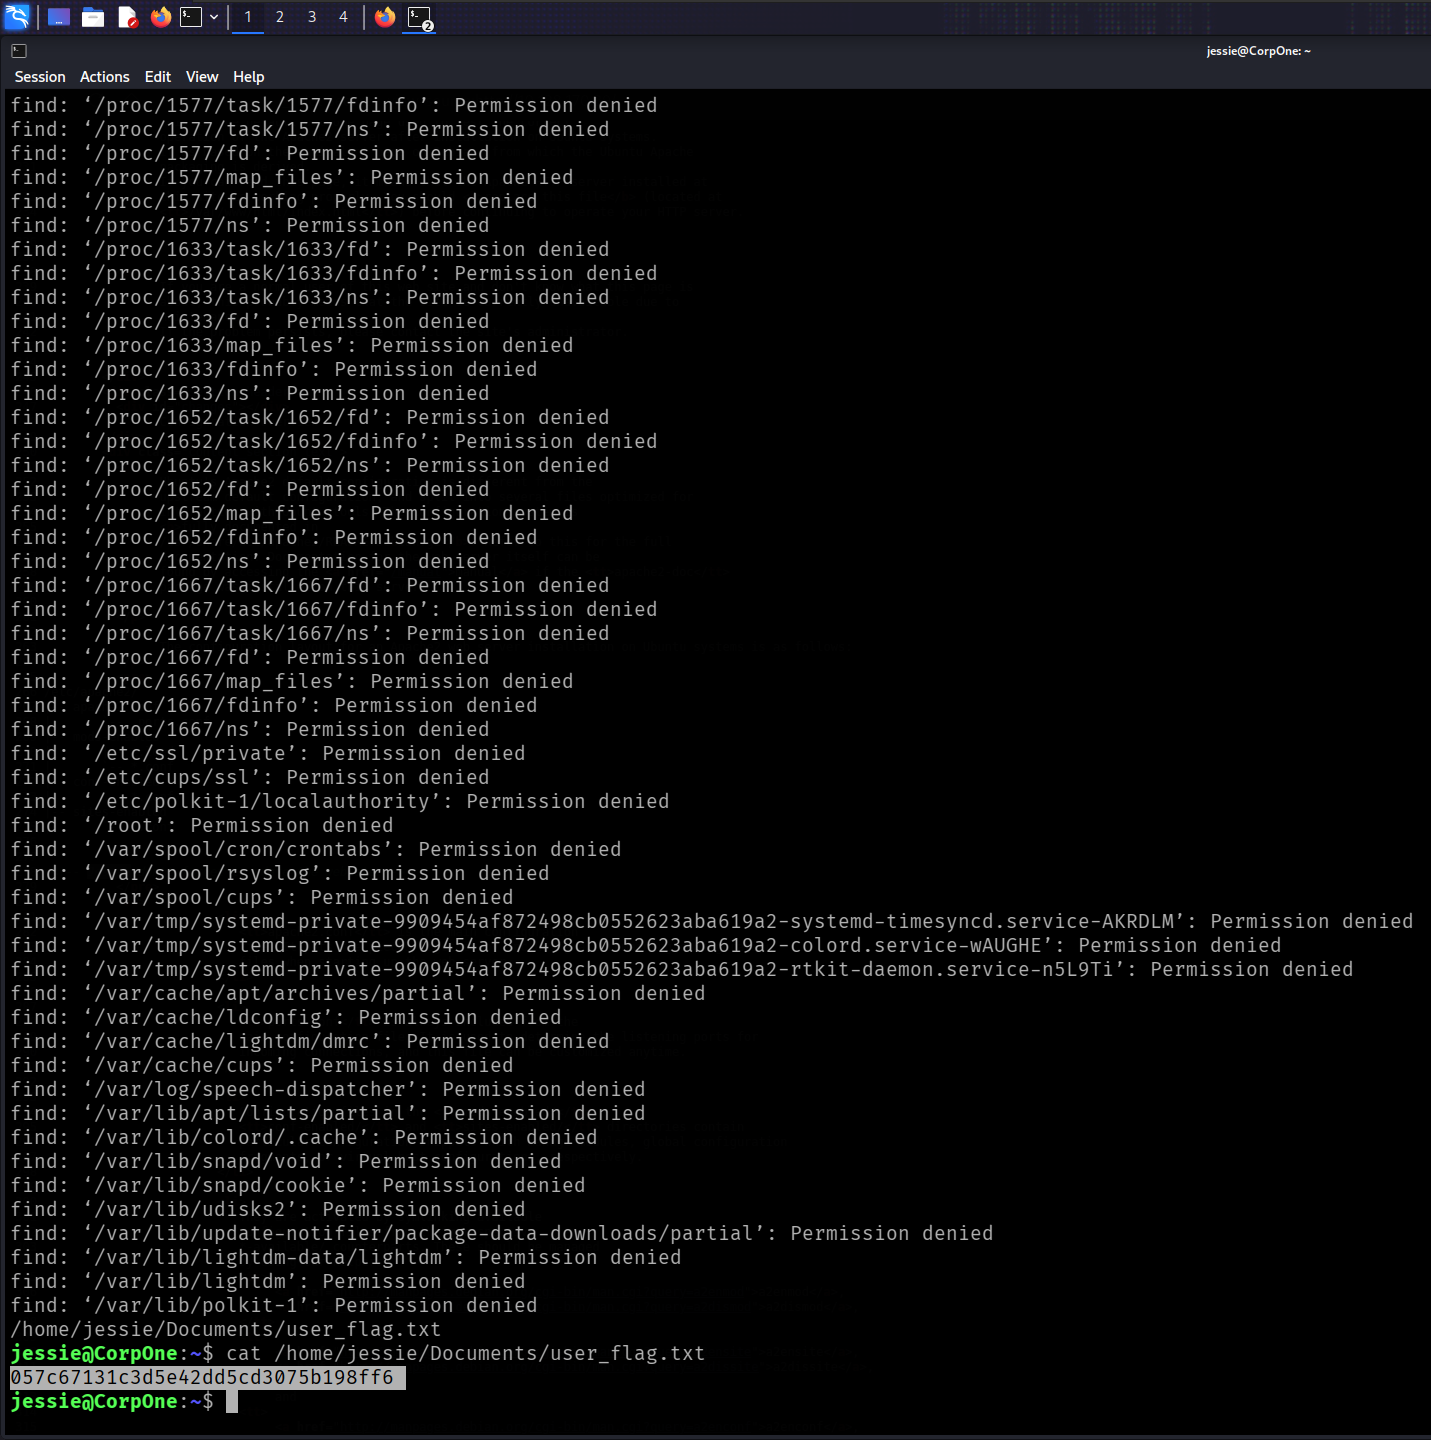 1 2 3 4
2
jessie@CorpOne: ~
Session Actions Edit View Help
find: ‘/proc/1577/task/1577/fdinfo’: Permission denied
find: ‘/proc/1577/task/1577/ns’: Permission denied
find: ‘/proc/1577/fd’: Permission denied
find: ‘/proc/1577/map_files’: Permission denied
find: ‘/proc/1577/fdinfo’: Permission denied
find: ‘/proc/1577/ns’: Permission denied
find: ‘/proc/1633/task/1633/fd’: Permission denied
find: ‘/proc/1633/task/1633/fdinfo’: Permission denied
find: ‘/proc/1633/task/1633/ns’: Permission denied
find: ‘/proc/1633/fd’: Permission denied
find: ‘/proc/1633/map_files’: Permission denied
find: ‘/proc/1633/fdinfo’: Permission denied
find: ‘/proc/1633/ns’: Permission denied
find: ‘/proc/1652/task/1652/fd’: Permission denied
find: ‘/proc/1652/task/1652/fdinfo’: Permission denied
find: ‘/proc/1652/task/1652/ns’: Permission denied
find: ‘/proc/1652/fd’: Permission denied
find: ‘/proc/1652/map_files’: Permission denied
find: ‘/proc/1652/fdinfo’: Permission denied
find: ‘/proc/1652/ns’: Permission denied
find: ‘/proc/1667/task/1667/fd’: Permission denied
find: ‘/proc/1667/task/1667/fdinfo’: Permission denied
find: ‘/proc/1667/task/1667/ns’: Permission denied
find: ‘/proc/1667/fd’: Permission denied
find: ‘/proc/1667/map_files’: Permission denied
find: ‘/proc/1667/fdinfo’: Permission denied
find: ‘/proc/1667/ns’: Permission denied
find: ‘/etc/ssl/private’: Permission denied
find: ‘/etc/cups/ssl’: Permission denied
find: ‘/etc/polkit-1/localauthority’: Permission denied
find: ‘/root’: Permission denied
find: ‘/var/spool/cron/crontabs’: Permission denied
find: ‘/var/spool/rsyslog’: Permission denied
find: ‘/var/spool/cups’: Permission denied
find: ‘/var/tmp/systemd-private-9909454af872498cb0552623aba619a2-systemd-timesyncd.service-AKRDLM’: Permission denied
find: ‘/var/tmp/systemd-private-9909454af872498cb0552623aba619a2-colord.service-wAUGHE’: Permission denied
find: ‘/var/tmp/systemd-private-9909454af872498cb0552623aba619a2-rtkit-daemon.service-n5L9Ti’: Permission denied
find: ‘/var/cache/apt/archives/partial’: Permission denied
find: ‘/var/cache/ldconfig’: Permission denied
find: ‘/var/cache/lightdm/dmrc’: Permission denied
find: ‘/var/cache/cups’: Permission denied
find: ‘/var/log/speech-dispatcher’: Permission denied
find: ‘/var/lib/apt/lists/partial’: Permission denied
find: ‘/var/lib/colord/.cache’: Permission denied
find: ‘/var/lib/snapd/void’: Permission denied
find: ‘/var/lib/snapd/cookie’: Permission denied
find: ‘/var/lib/udisks2’: Permission denied
find: ‘/var/lib/update-notifier/package-data-downloads/partial’: Permission denied
find: ‘/var/lib/lightdm-data/lightdm’: Permission denied
find: ‘/var/lib/lightdm’: Permission denied
find: ‘/var/lib/polkit-1’: Permission denied
/home/jessie/Documents/user_flag.txt
jessie@CorpOne:~$ cat /home/jessie/Documents/user_flag.txt
057c67131c3d5e42dd5cd3075b198ff6
jessie@CorpOne:~$